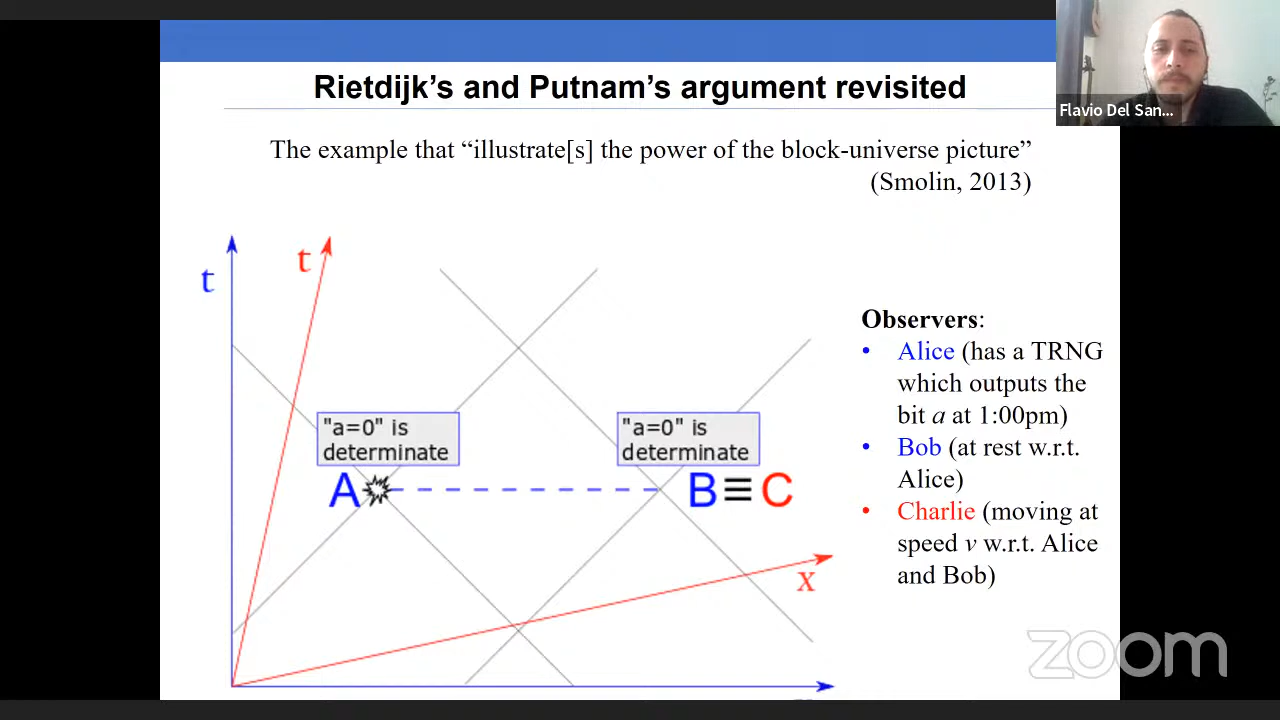 Rietdijk’s and Putnam’s argument revisited
Flavio Del San...
The example that “illustrate[s] the power of the block-universe picture”
(Smolin, 2013)
t
t
"a=0" is
determinate
"a=0" is
determinate
A
B≡C
x
Observers:
• Alice (has a TRNG
which outputs the
bit a at 1:00pm)
• Bob (at rest w.r.t.
Alice)
• Charlie (moving at
speed v w.r.t. Alice
and Bob)
zoom